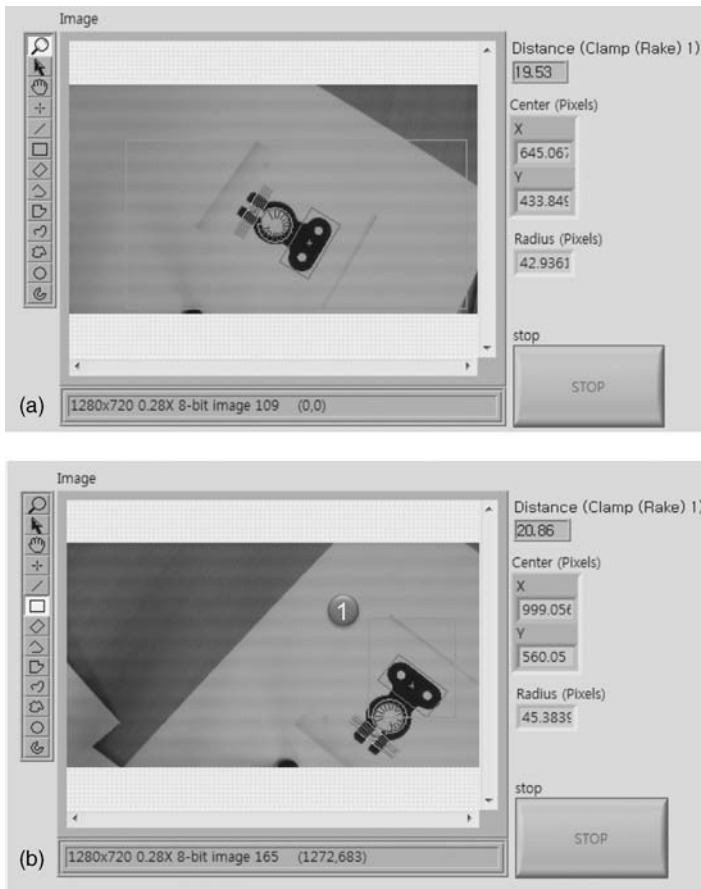 Image
Distance (Clamp (Rake) 1)
19.53
Center (Pixels)
X
645.067
Y
433.849
Radius (Pixels)
42.9361
stop
STOP
1280x720 0.28X 8-bit image 109 (0,0)
(a)
Image
Distance (Clamp (Rake) 1)
20.86
Center (Pixels)
X
999.056
Y
560.05
Radius (Pixels)
45.3839
1
stop
STOP
1280x720 0.28X 8-bit image 165 (1272,683)
(b)